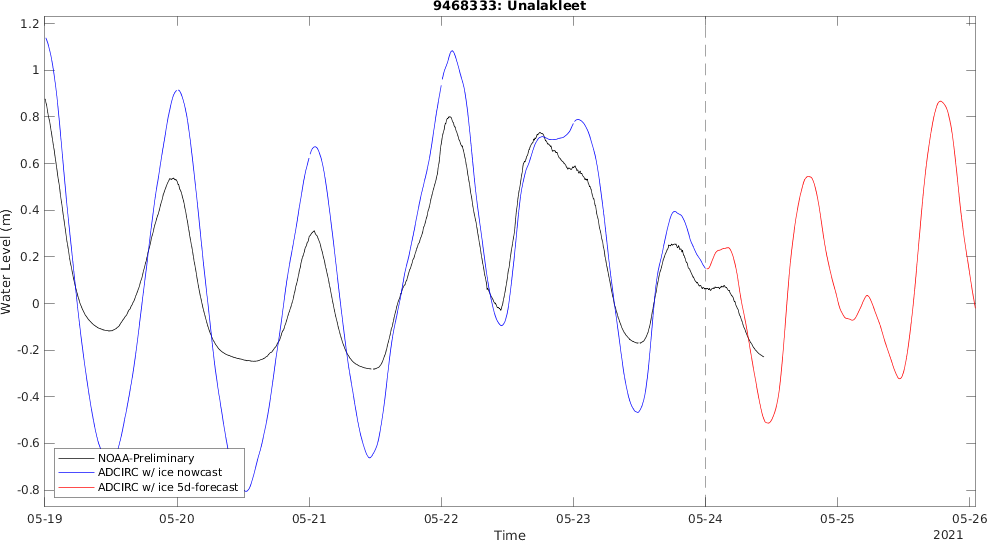 9468333: Unalakleet
1.2
1
0.8
0.6
0.4
0.2
0
-0.2
-0.4
-0.6
-0.8
Water Level (m)
NOAA-Preliminary
ADCIRC w/ ice nowcast
ADCIRC w/ ice 5d-forecast
05-19 05-20 05-21 05-22 05-23 05-24 05-25 05-26
Time
2021